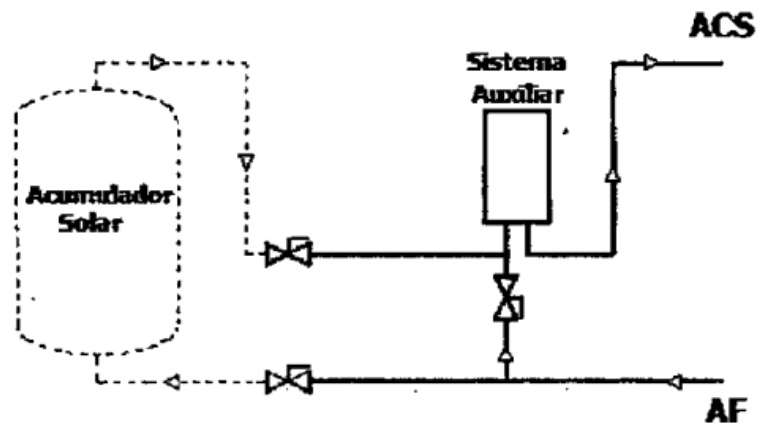 ACS
Sistema
Auxiliar
Acumulador
Solar
AF